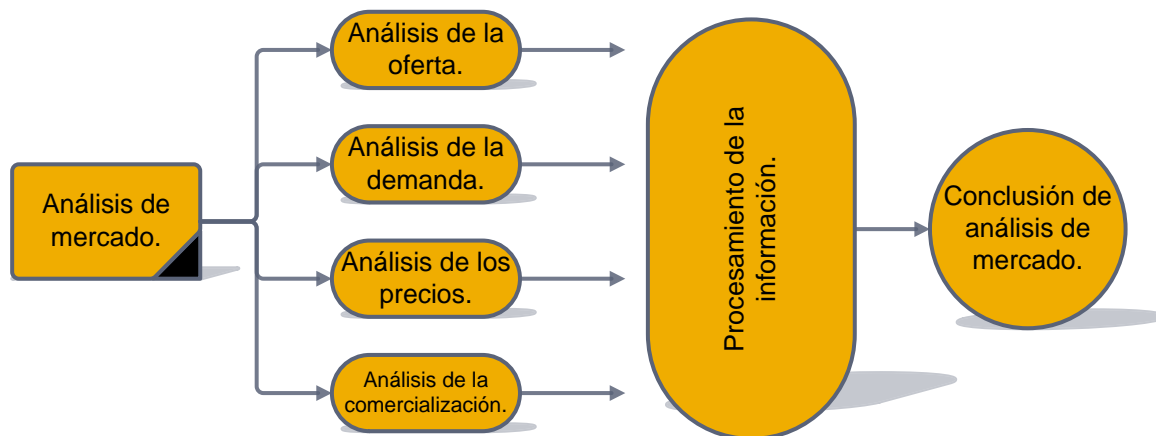 Análisis de
mercado.
Análisis de la
oferta.
Análisis de la
demanda.
Análisis de los
precios.
Análisis de la
comercialización.
Procesamiento de la
información.
Conclusión de
análisis de
mercado.